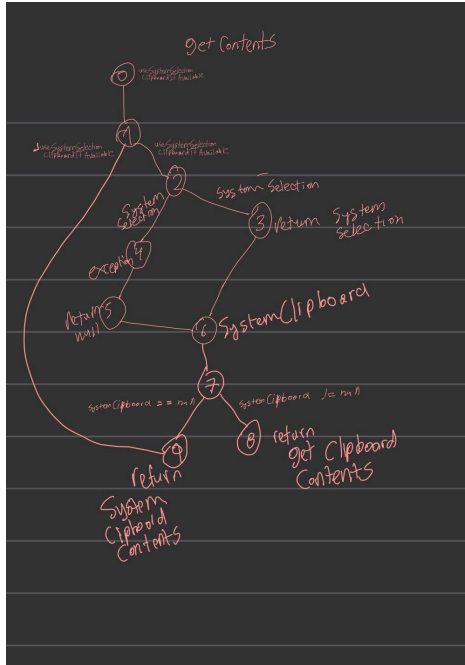 get Contents
0
useSystemSelection
ClipboardIfAvailable
1
useSystemSelection
ClipboardIfAvailable
useSystemSelection
ClipboardIfAvailable
2
System Selection
System
Selection
3
return System
Selection
exception
4
5
return
null
6
SystemClipboard
7
systemClipboard == null
systemClipboard != null
8
return
get Clipboard
Contents
9
return
System
Clipboard
Contents